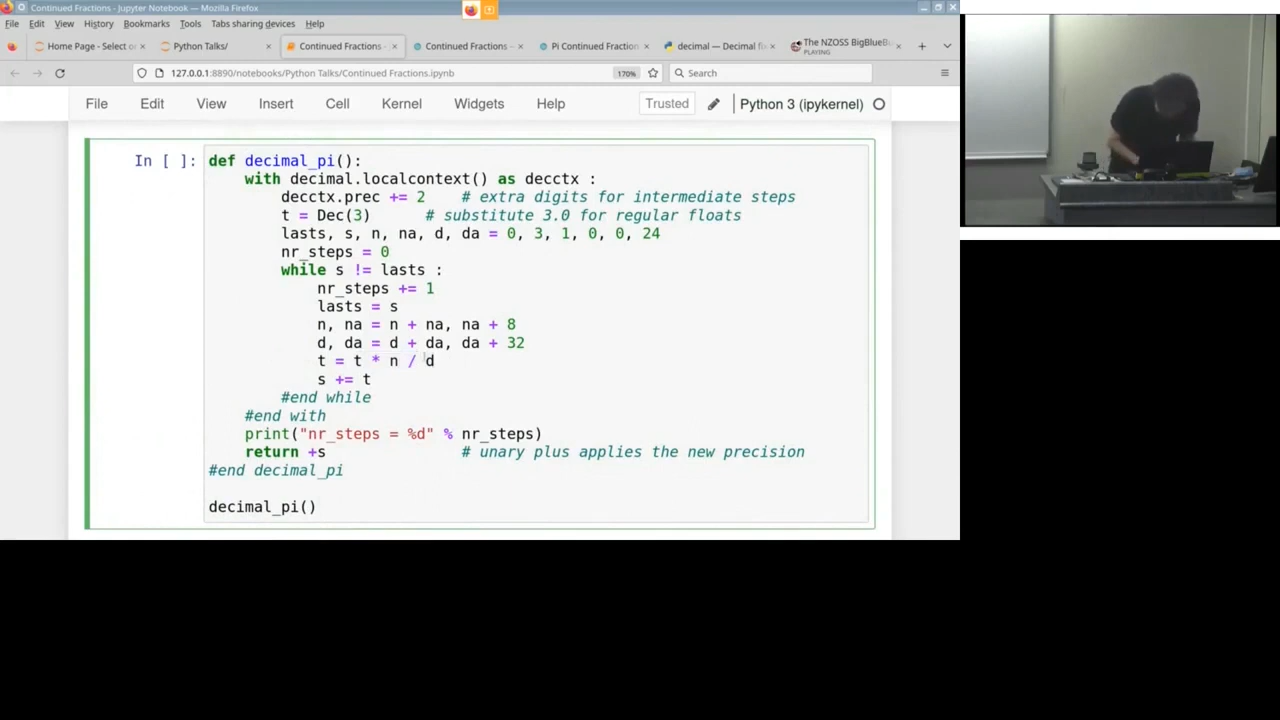 Continued Fractions - Jupyter Notebook — Mozilla Firefox
File Edit View History Bookmarks Tools Tabs sharing devices Help
Home Page - Select or
Python Talks/
Continued Fractions -
Continued Fractions –
Pi Continued Fraction
decimal — Decimal fi
The NZOSS BigBlueB
PLAYING
127.0.0.1:8890/notebooks/Python Talks/Continued Fractions.ipynb
170%
Search
File Edit View Insert Cell Kernel Widgets Help
Trusted
Python 3 (ipykernel)
In [ ]:
def decimal_pi():
    with decimal.localcontext() as decctx :
        decctx.prec += 2    # extra digits for intermediate steps
        t = Dec(3)      # substitute 3.0 for regular floats
        lasts, s, n, na, d, da = 0, 3, 1, 0, 0, 24
        nr_steps = 0
        while s != lasts :
            nr_steps += 1
            lasts = s
            n, na = n + na, na + 8
            d, da = d + da, da + 32
            t = t * n / d
            s += t
        #end while
    #end with
    print("nr_steps = %d" % nr_steps)
    return +s               # unary plus applies the new precision
#end decimal_pi
decimal_pi()